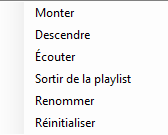 Monter
Descendre
Écouter
Sortir de la playlist
Renommer
Réinitialiser